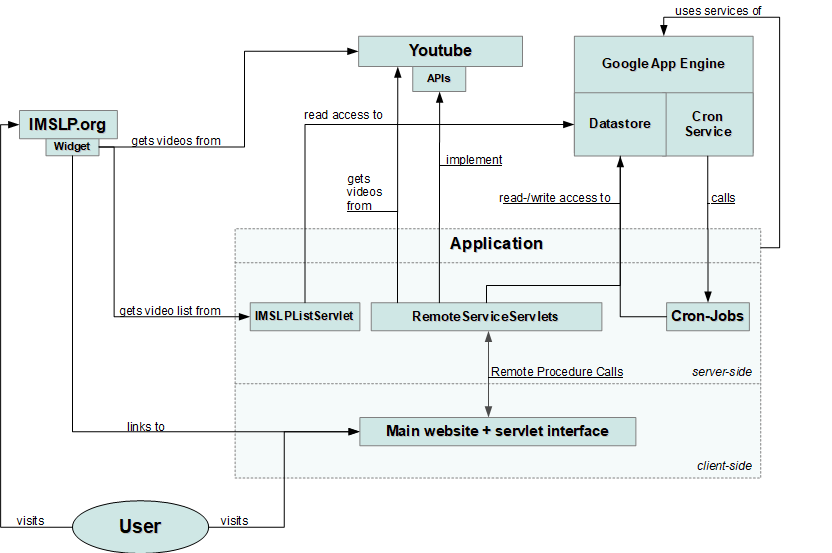 uses services of
Youtube
APIs
Google App Engine
Datastore
Cron
Service
IMSLP.org
Widget
read access to
gets videos from
implement
gets
videos
from
read-/write access to
calls
Application
gets video list from
IMSLPListServlet
RemoteServiceServlets
Cron-Jobs
Remote Procedure Calls
server-side
links to
Main website + servlet interface
client-side
visits
User
visits